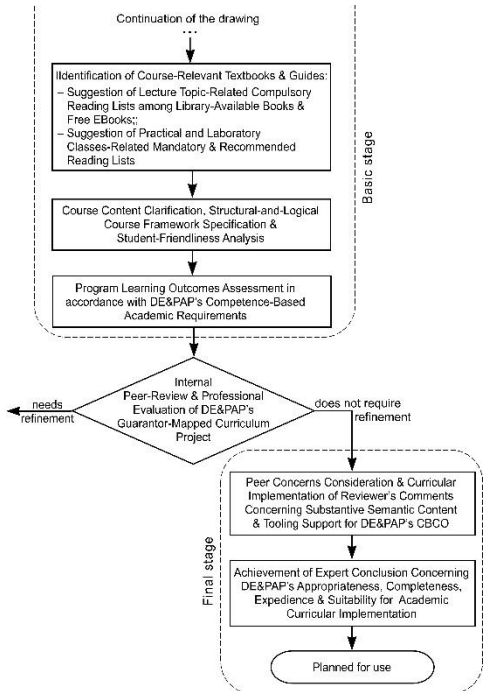 Continuation of the drawing
...
IIdentification of Course-Relevant Textbooks & Guides:
– Suggestion of Lecture Topic-Related Compulsory
Reading Lists among Library-Available Books &
Free EBooks;;
– Suggestion of Practical and Laboratory
Classes-Related Mandatory & Recommended
Reading Lists
Course Content Clarification, Structural-and-Logical
Course Framework Specification &
Student-Friendliness Analysis
Program Learning Outcomes Assessment in
accordance with DE&PAP's Competence-Based
Academic Requirements
Basic stage
Internal
Peer-Review & Professional
Evaluation of DE&PAP's
Guarantor-Mapped Curriculum
Project
needs
refinement
does not require
refinement
Peer Concerns Consideration & Curricular
Implementation of Reviewer's Comments
Concerning Substantive Semantic Content
& Tooling Support for DE&PAP's CBCO
Achievement of Expert Conclusion Concerning
DE&PAP's Appropriateness, Completeness,
Expedience & Suitability for Academic
Curricular Implementation
Planned for use
Final stage